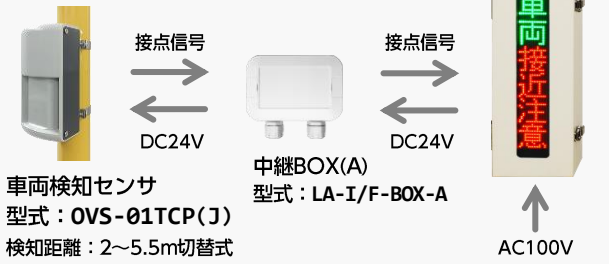 接点信号
接点信号
DC24V
DC24V
車両接近注意
車両検知センサ
型式：OVS-01TCP(J)
検知距離：2〜5.5m切替式
中継BOX(A)
型式：LA-I/F-BOX-A
AC100V